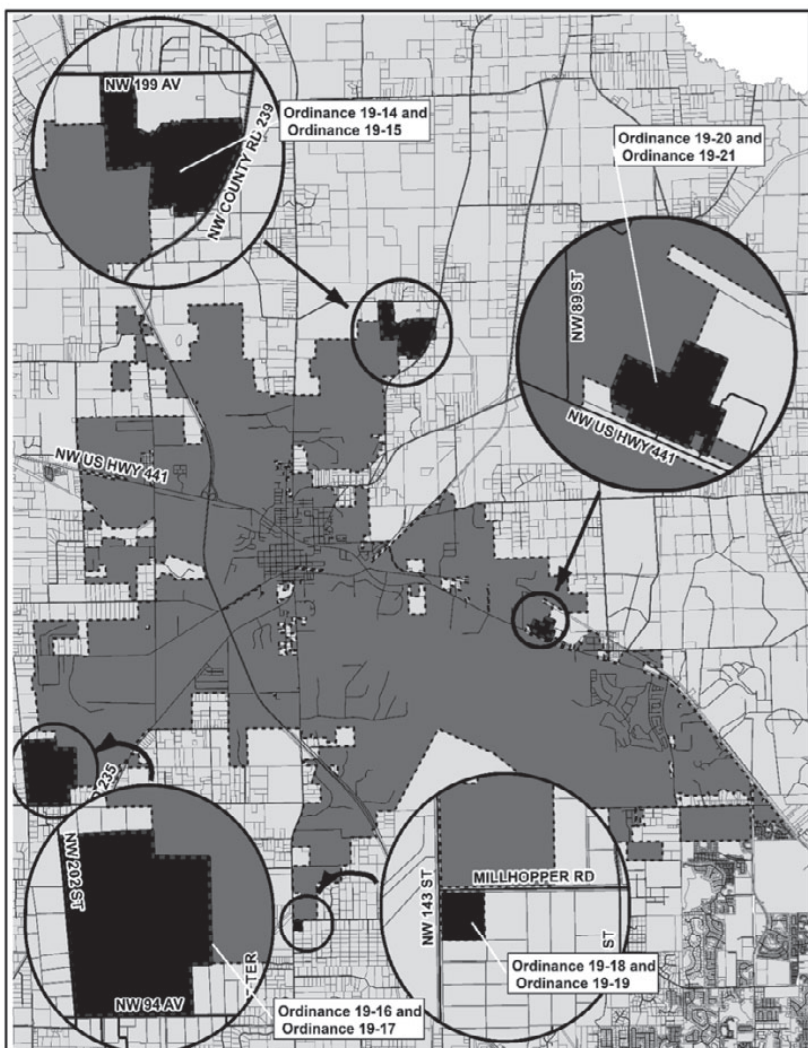 NW 199 AV
Ordinance 19-14 and
Ordinance 19-15
NW COUNTY RD 239
Ordinance 19-20 and
Ordinance 19-21
NW 89 ST
NW US HWY 441
NW US HWY 441
235
NW 202 ST
NW 143 ST
MILLHOPPER RD
ST
TER
Ordinance 19-18 and
Ordinance 19-19
NW 94 AV
Ordinance 19-16 and
Ordinance 19-17